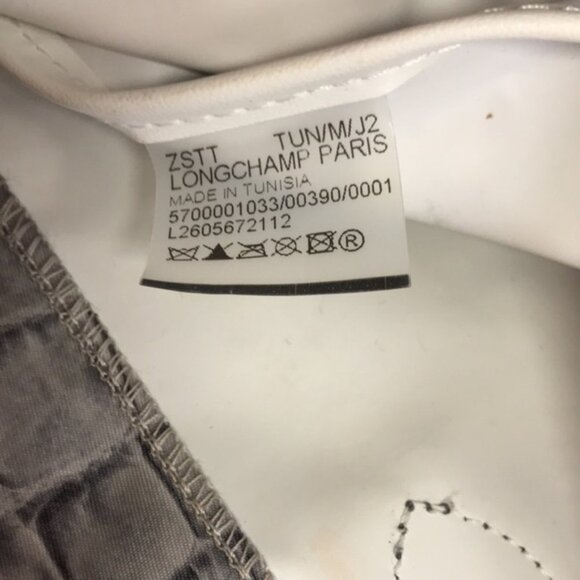 ZSTT TUN/M/J2
LONGCHAMP PARIS
MADE IN TUNISIA
5700001033/00390/0001
L2605672112
®